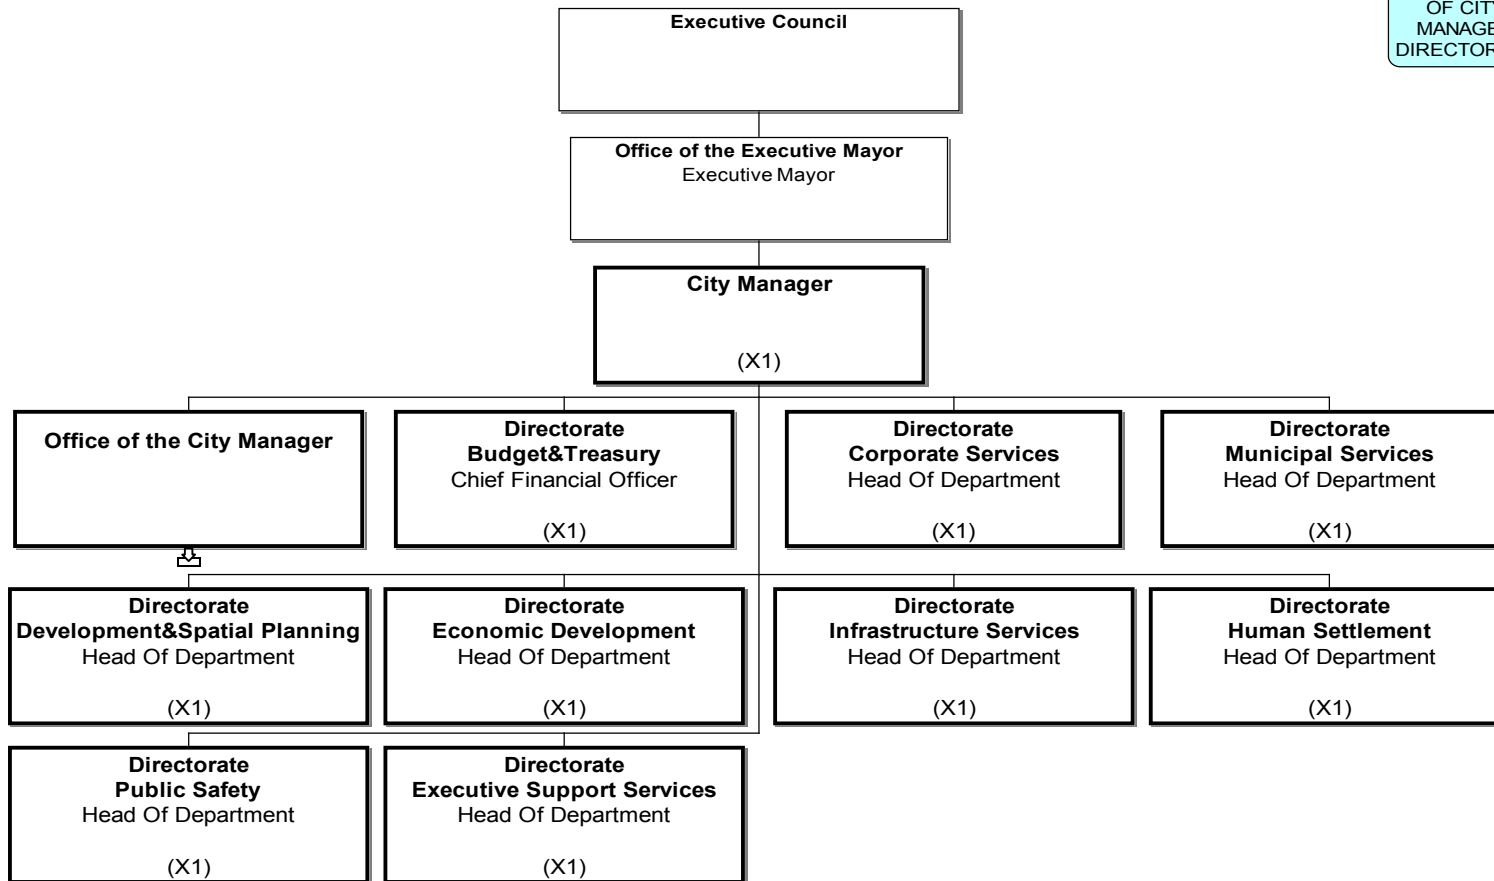 Executive Council
OF CITY
Office of the Executive Mayor
Executive Mayor
City Manager
(X1)
Office of the City Manager
Directorate
Budget&Treasury
Chief Financial Officer
(X1)
Directorate
Corporate Services
Head Of Department
(X1)
Directorate
Municipal Services
Head Of Department
(X1)
Directorate
Development&Spatial Planning
Head Of Department
(X1)
Directorate
Economic Development
Head Of Department
(X1)
Directorate
Infrastructure Services
Head Of Department
(X1)
Directorate
Human Settlement
Head Of Department
(X1)
Directorate
Public Safety
Head Of Department
(X1)
Directorate
Executive Support Services
Head Of Department
(X1)